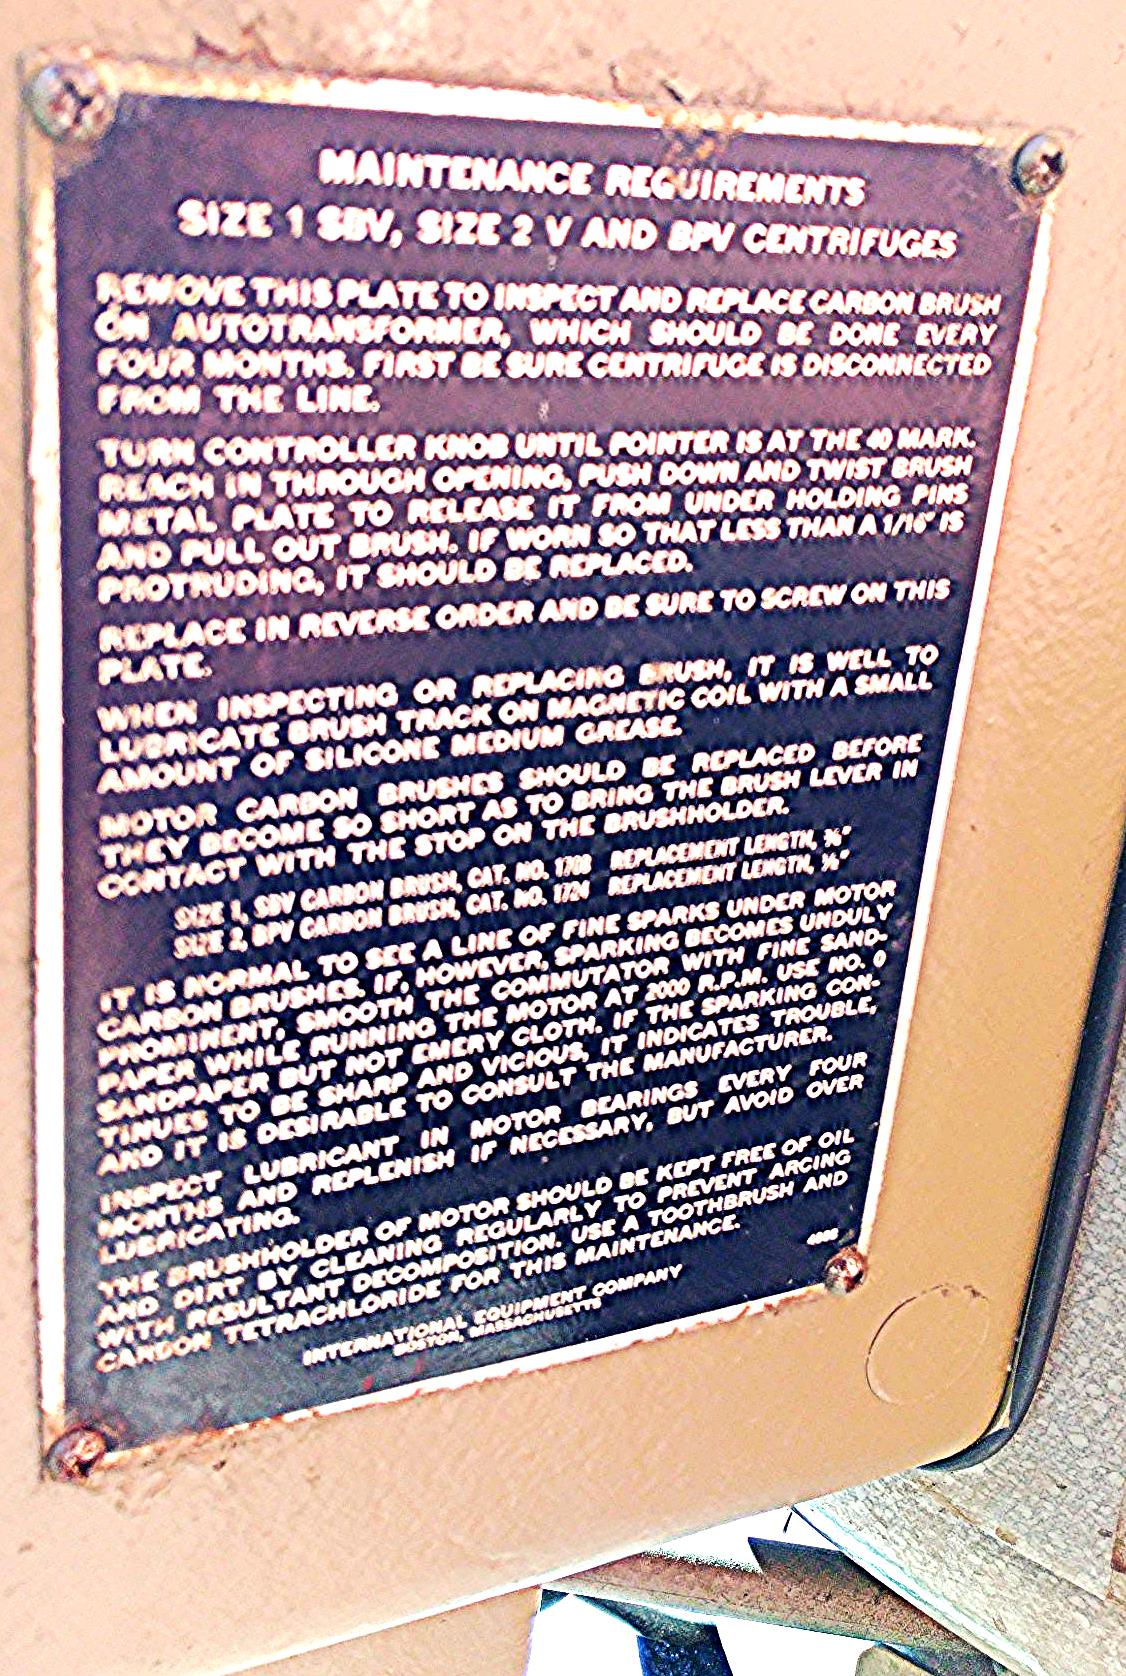 MAINTENANCE REQUIREMENTS
SIZE 1 SBV, SIZE 2 V AND BPV CENTRIFUGES
REMOVE THIS PLATE TO INSPECT AND REPLACE CARBON BRUSH
ON AUTOTRANSFORMER, WHICH SHOULD BE DONE EVERY
FOUR MONTHS. FIRST BE SURE CENTRIFUGE IS DISCONNECTED
FROM THE LINE.
TURN CONTROLLER KNOB UNTIL POINTER IS AT THE 40 MARK.
REACH IN THROUGH OPENING, PUSH DOWN AND TWIST BRUSH
METAL PLATE TO RELEASE IT FROM UNDER HOLDING PINS
AND PULL OUT BRUSH. IF WORN SO THAT LESS THAN A 1/16" IS
PROTRUDING, IT SHOULD BE REPLACED.
REPLACE IN REVERSE ORDER AND BE SURE TO SCREW ON THIS
PLATE.
WHEN INSPECTING OR REPLACING BRUSH, IT IS WELL TO
LUBRICATE BRUSH TRACK ON MAGNETIC COIL WITH A SMALL
AMOUNT OF SILICONE MEDIUM GREASE.
MOTOR CARBON BRUSHES SHOULD BE REPLACED BEFORE
THEY BECOME SO SHORT AS TO BRING THE BRUSH LEVER IN
CONTACT WITH THE STOP ON THE BRUSHHOLDER.
SIZE 1, SBV CARBON BRUSH, CAT. NO. 1708 REPLACEMENT LENGTH,
SIZE 2, BPV CARBON BRUSH, CAT. NO. 1724 REPLACEMENT LENGTH,
IT IS NORMAL TO SEE A LINE OF FINE SPARKS UNDER MOTOR
CARBON BRUSHES. IF, HOWEVER, SPARKING BECOMES UNDULY
PROMINENT, SMOOTH THE COMMUTATOR WITH FINE SAND-
PAPER WHILE RUNNING THE MOTOR AT 2000 R.P.M. USE NO. 0
SANDPAPER BUT NOT EMERY CLOTH. IF THE SPARKING CON-
TINUES TO BE SHARP AND VICIOUS, IT INDICATES TROUBLE,
AND IT IS DESIRABLE TO CONSULT THE MANUFACTURER.
INSPECT LUBRICANT IN MOTOR BEARINGS EVERY FOUR
MONTHS AND REPLENISH IF NECESSARY, BUT AVOID OVER
LUBRICATING.
THE BRUSHHOLDER OF MOTOR SHOULD BE KEPT FREE OF OIL
AND DIRT BY CLEANING REGULARLY TO PREVENT ARCING
WITH RESULTANT DECOMPOSITION. USE A TOOTHBRUSH AND
CARBON TETRACHLORIDE FOR THIS MAINTENANCE.
INTERNATIONAL EQUIPMENT COMPANY
BOSTON, MASSACHUSETTS